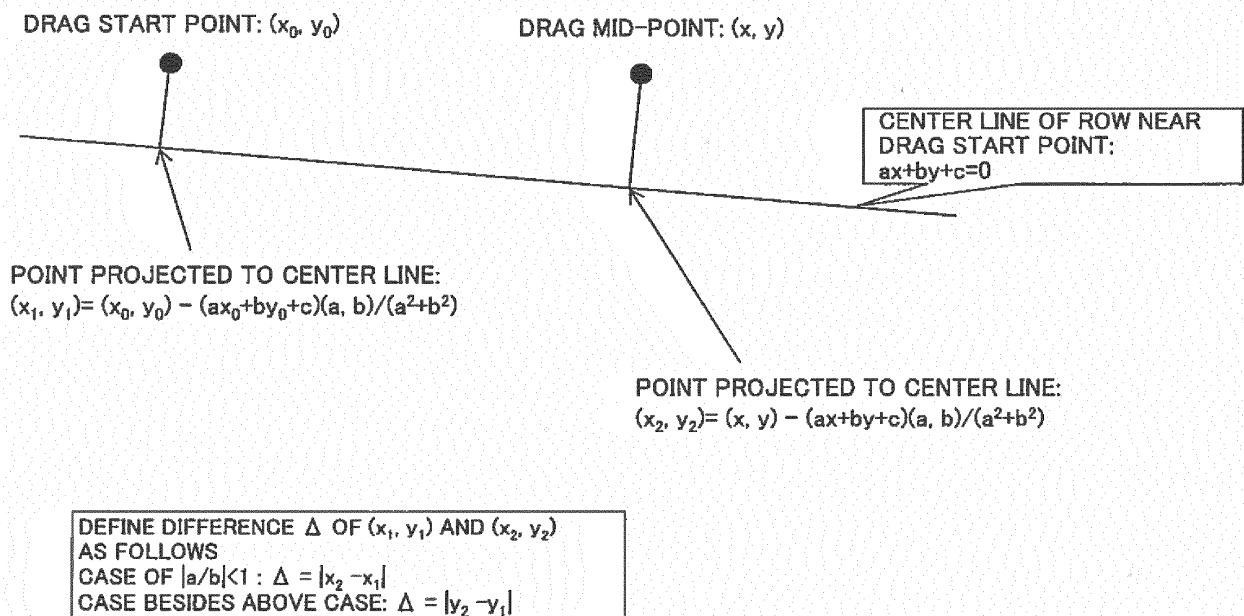 DRAG START POINT: (x₀, y₀)
DRAG MID-POINT: (x, y)
CENTER LINE OF ROW NEAR
DRAG START POINT:
ax+by+c=0
POINT PROJECTED TO CENTER LINE:
(x₁, y₁)= (x₀, y₀) − (ax₀+by₀+c)(a, b)/(a²+b²)
POINT PROJECTED TO CENTER LINE:
(x₂, y₂)= (x, y) − (ax+by+c)(a, b)/(a²+b²)
DEFINE DIFFERENCE Δ OF (x₁, y₁) AND (x₂, y₂)
AS FOLLOWS
CASE OF |a/b|<1 : Δ = |x₂ −x₁|
CASE BESIDES ABOVE CASE: Δ = |y₂ −y₁|